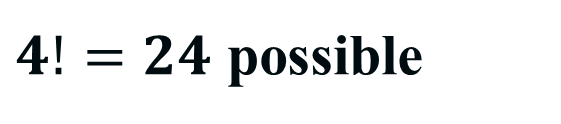 4! = 24 possible